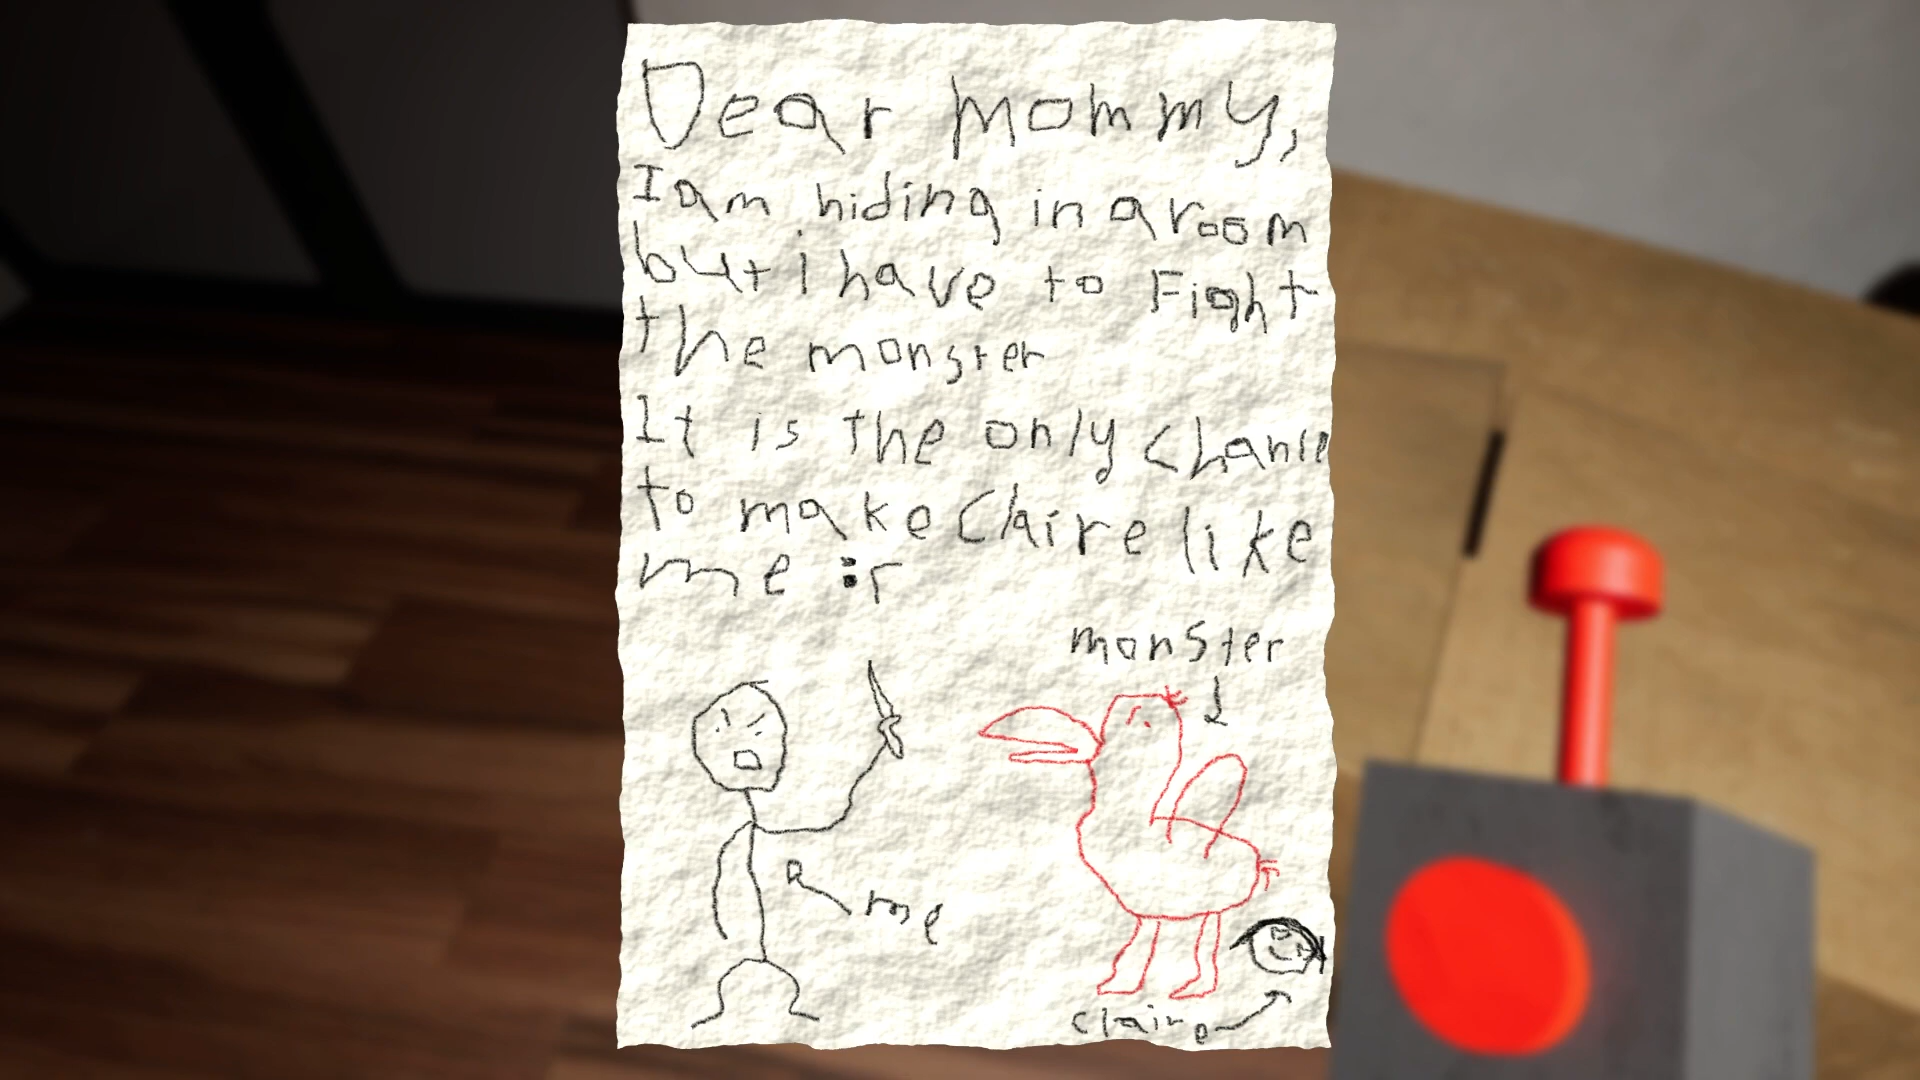 Dear mommy,
I am hiding in a room
but i have to Fight
the monster
It is the only chance
to make Claire like
me :r
monster
me
claire